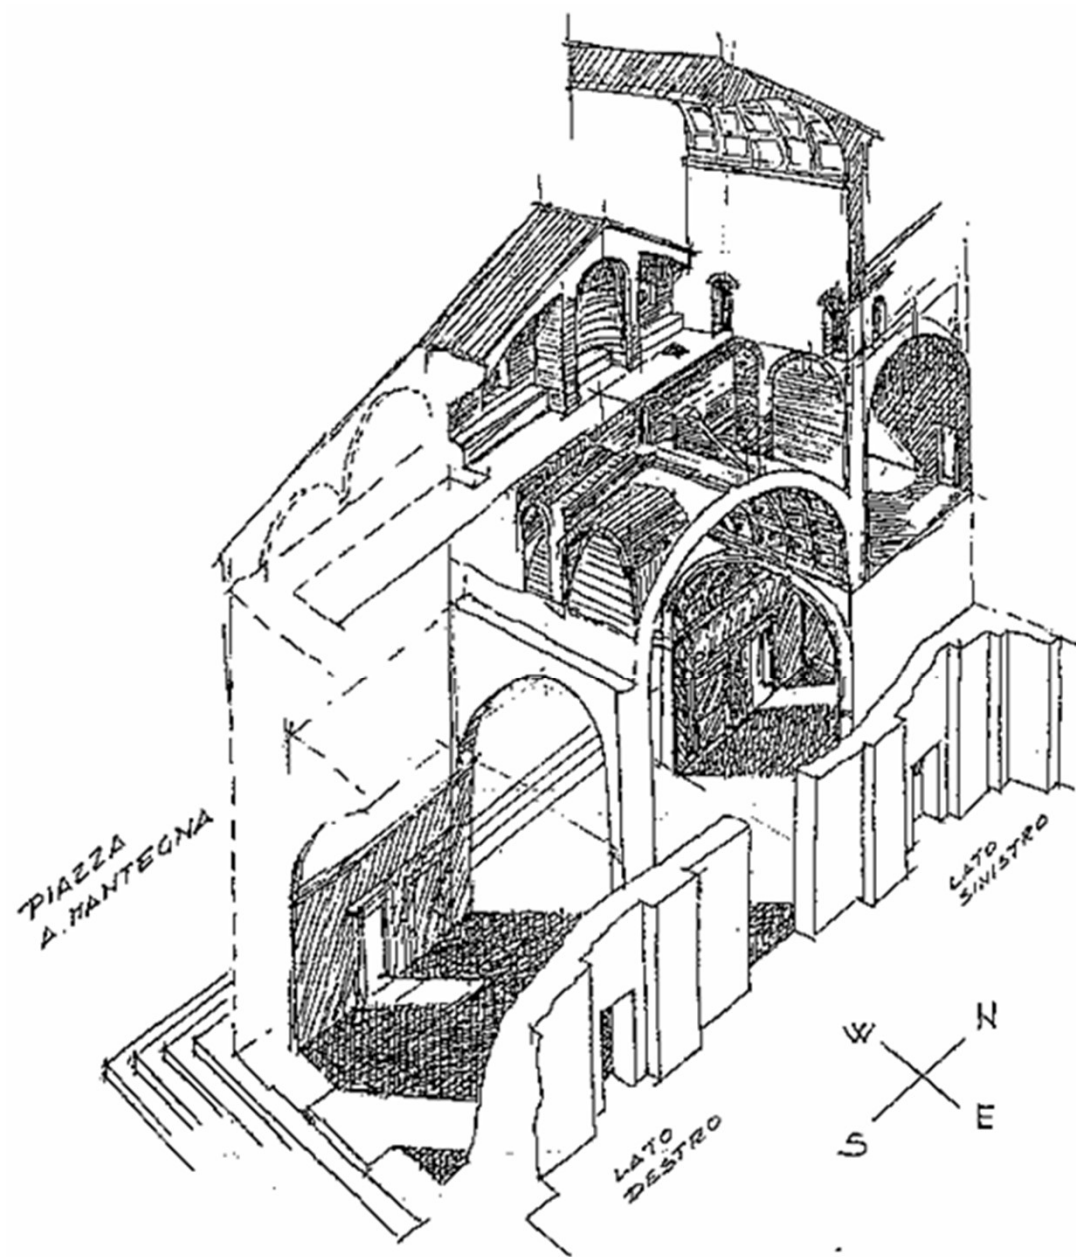 PIAZZA
A. MANTEGNA
LATO
SINISTRO
W
N
S
E
LATO
DESTRO